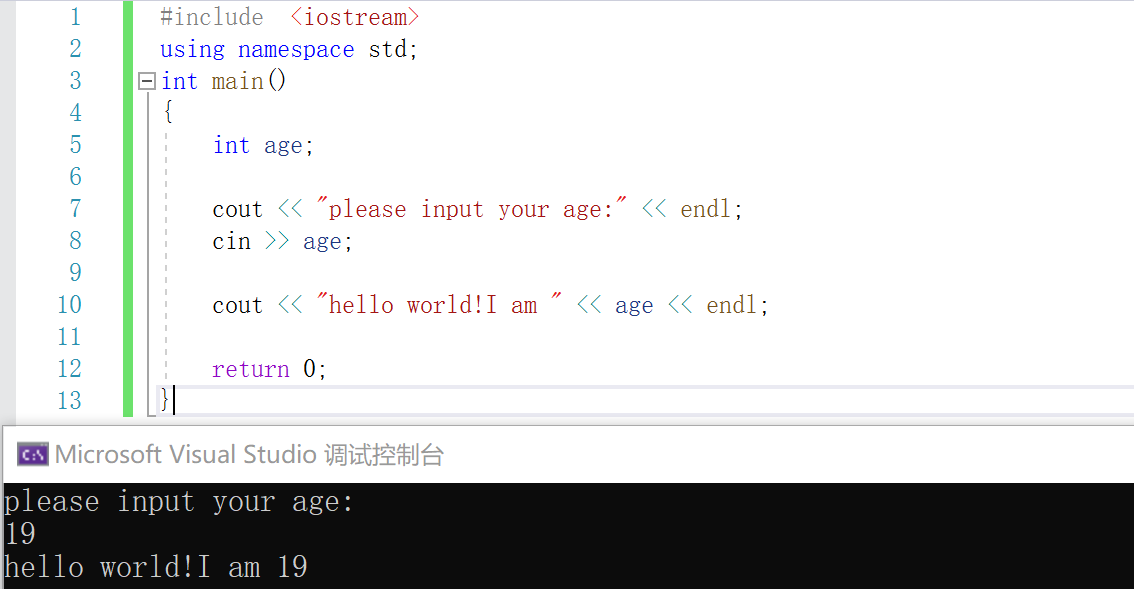 1 #include  <iostream>
2 using namespace std;
3 int main()
4 {
5     int age;
6
7     cout << "please input your age:" << endl;
8     cin >> age;
9
10     cout << "hello world!I am " << age << endl;
11
12     return 0;
13 }
C:\ Microsoft Visual Studio 调试控制台
please input your age:
19
hello world!I am 19